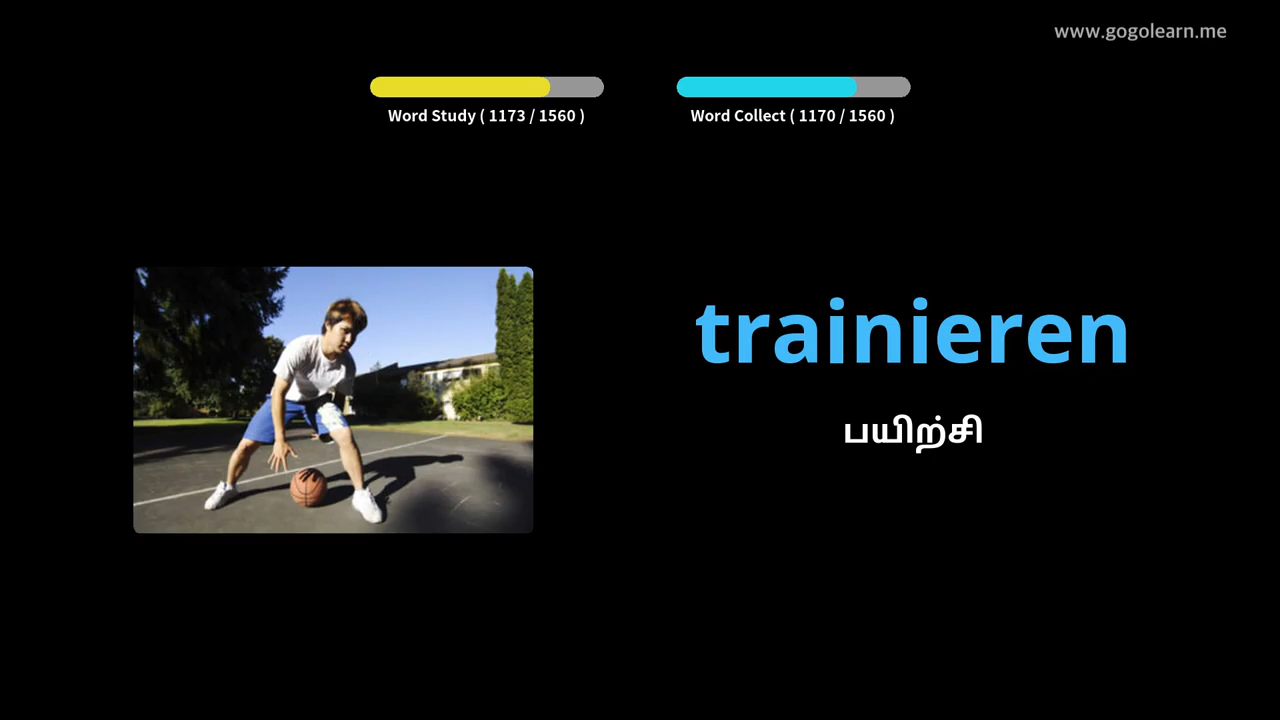 www.gogolearn.me
Word Study ( 1173 / 1560 )
Word Collect ( 1170 / 1560 )
trainieren
பயிற்சி